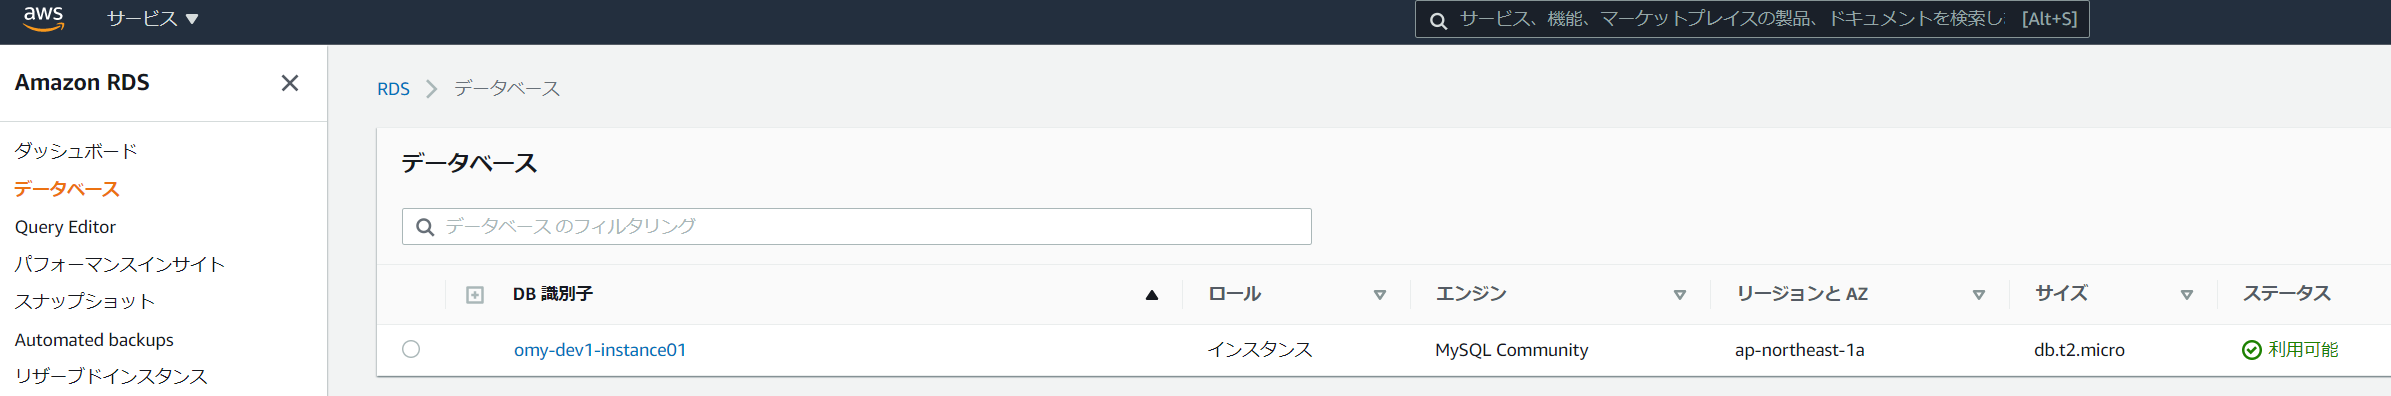 aws サービス ▼ サービス、機能、マーケットプレイスの製品、ドキュメントを検索し [Alt+S]
Amazon RDS
ダッシュボード
データベース
Query Editor
パフォーマンスインサイト
スナップショット
Automated backups
リザーブドインスタンス
RDS > データベース
データベース
データベース のフィルタリング
DB 識別子 ロール エンジン リージョンと AZ サイズ ステータス
omy-dev1-instance01 インスタンス MySQL Community ap-northeast-1a db.t2.micro 利用可能